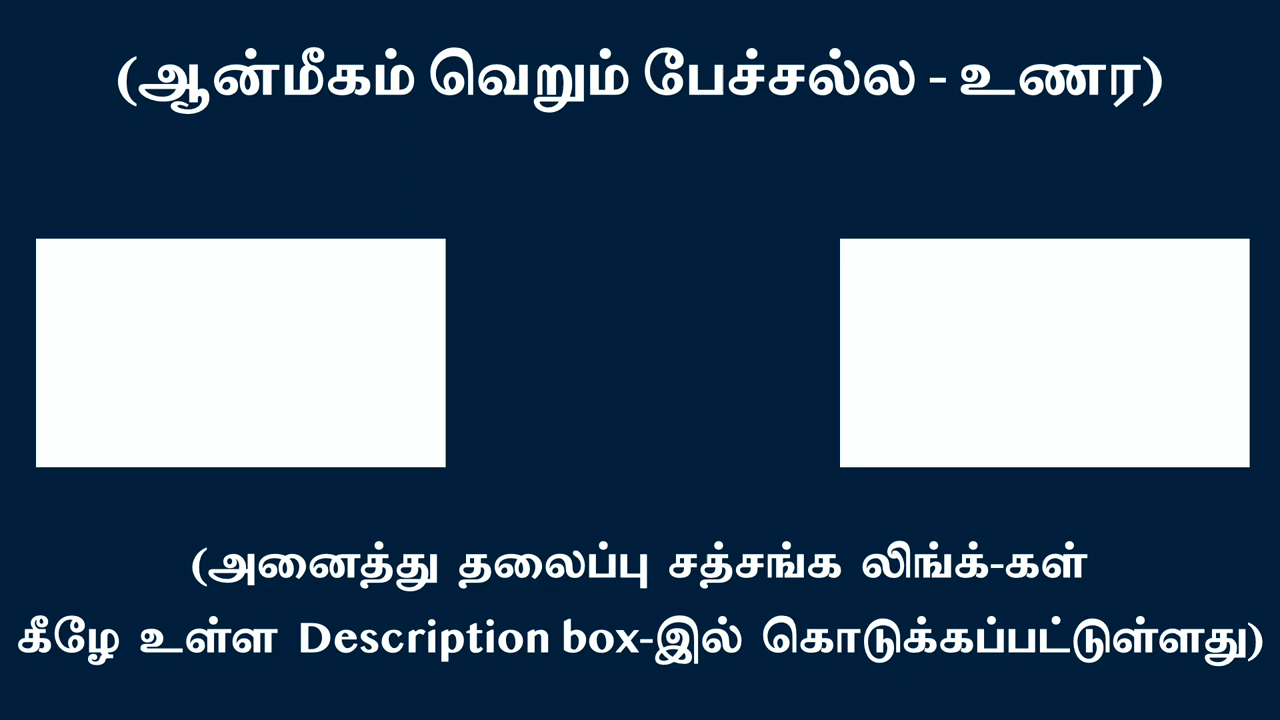 (ஆன்மீகம் வெறும் பேச்சல்ல - உணர)
(அனைத்து தலைப்பு சத்சங்க லிங்க்-கள்
கீழே உள்ள Description box-இல் கொடுக்கப்பட்டுள்ளது)